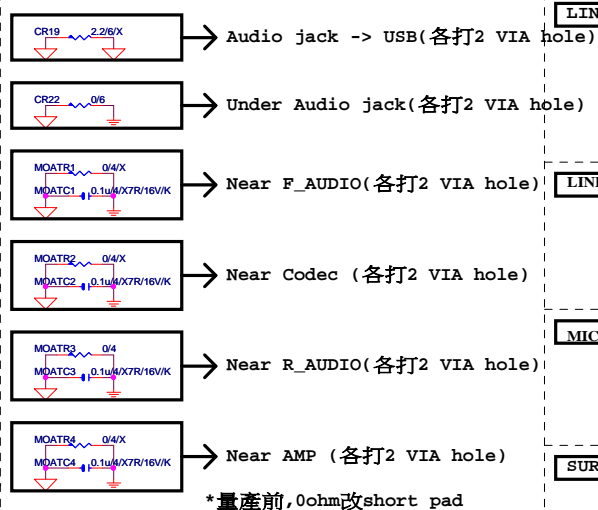 LIN
CR19 2.2/6/X
Audio jack -> USB(各打2 VIA hole)
CR22 0/6
Under Audio jack(各打2 VIA hole)
MOATR1 0/4/X
MOATC1 0.1u/4/X7R/16V/K
Near F_AUDIO(各打2 VIA hole)
LINE
MOATR2 0/4/X
MOATC2 0.1u/4/X7R/16V/K
Near Codec (各打2 VIA hole)
MIC
MOATR3 0/4
MOATC3 0.1u/4/X7R/16V/K
Near R_AUDIO(各打2 VIA hole)
MOATR4 0/4/X
MOATC4 0.1u/4/X7R/16V/K
Near AMP (各打2 VIA hole)
SUR
*量產前,0ohm改short pad